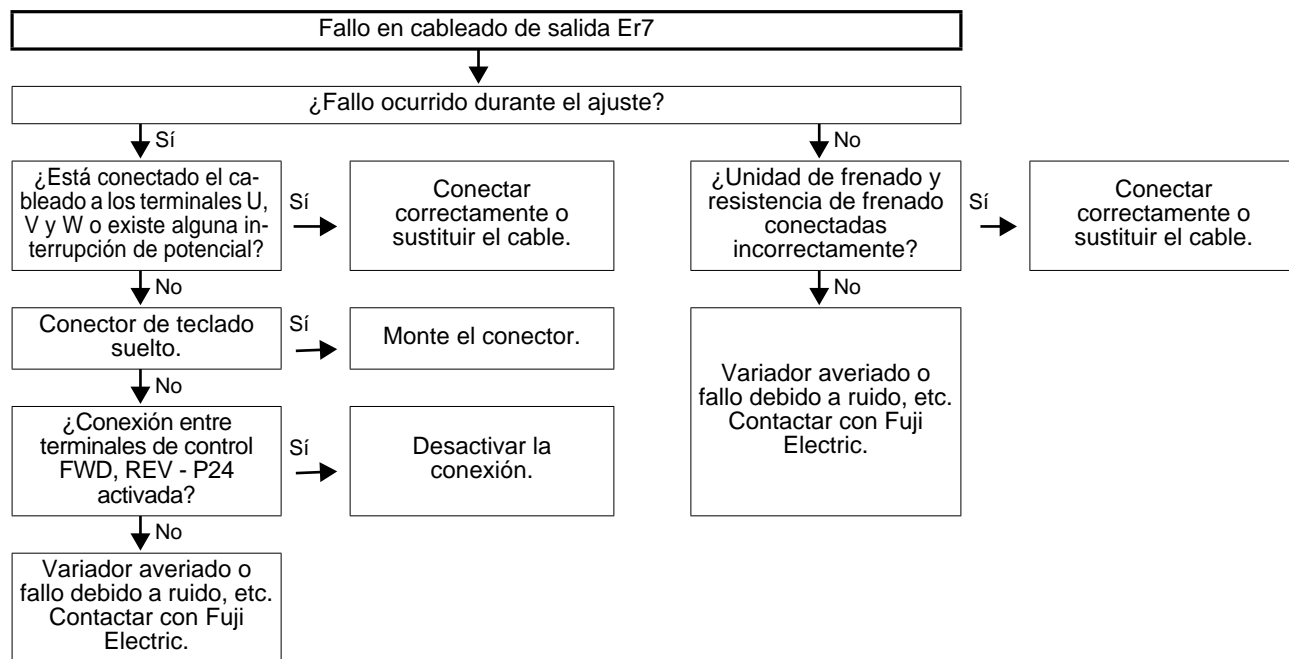 Fallo en cableado de salida Er7
¿Fallo ocurrido durante el ajuste?
Sí
No
¿Está conectado el ca-
bleado a los terminales U,
V y W o existe alguna in-
terrupción de potencial?
Sí
Conectar
correctamente o
sustituir el cable.
¿Unidad de frenado y
resistencia de frenado
conectadas
incorrectamente?
Sí
Conectar
correctamente o
sustituir el cable.
No
No
Conector de teclado
suelto.
Sí
Monte el conector.
Variador averiado o
fallo debido a ruido, etc.
Contactar con Fuji
Electric.
No
¿Conexión entre
terminales de control
FWD, REV - P24
activada?
Sí
Desactivar la
conexión.
No
Variador averiado o
fallo debido a ruido, etc.
Contactar con Fuji
Electric.